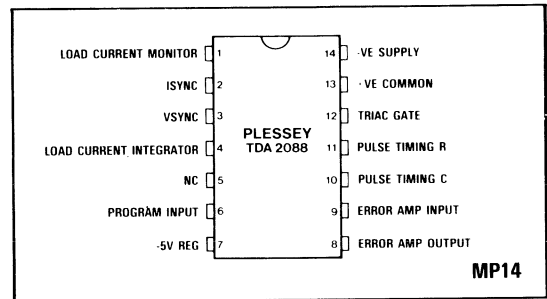 LOAD CURRENT MONITOR 1
ISYNC 2
VSYNC 3
LOAD CURRENT INTEGRATOR 4
NC 5
PROGRAM INPUT 6
-5V REG 7
PLESSEY
TDA 2088
14 -VE SUPPLY
13 +VE COMMON
12 TRIAC GATE
11 PULSE TIMING R
10 PULSE TIMING C
9 ERROR AMP INPUT
8 ERROR AMP OUTPUT
MP14